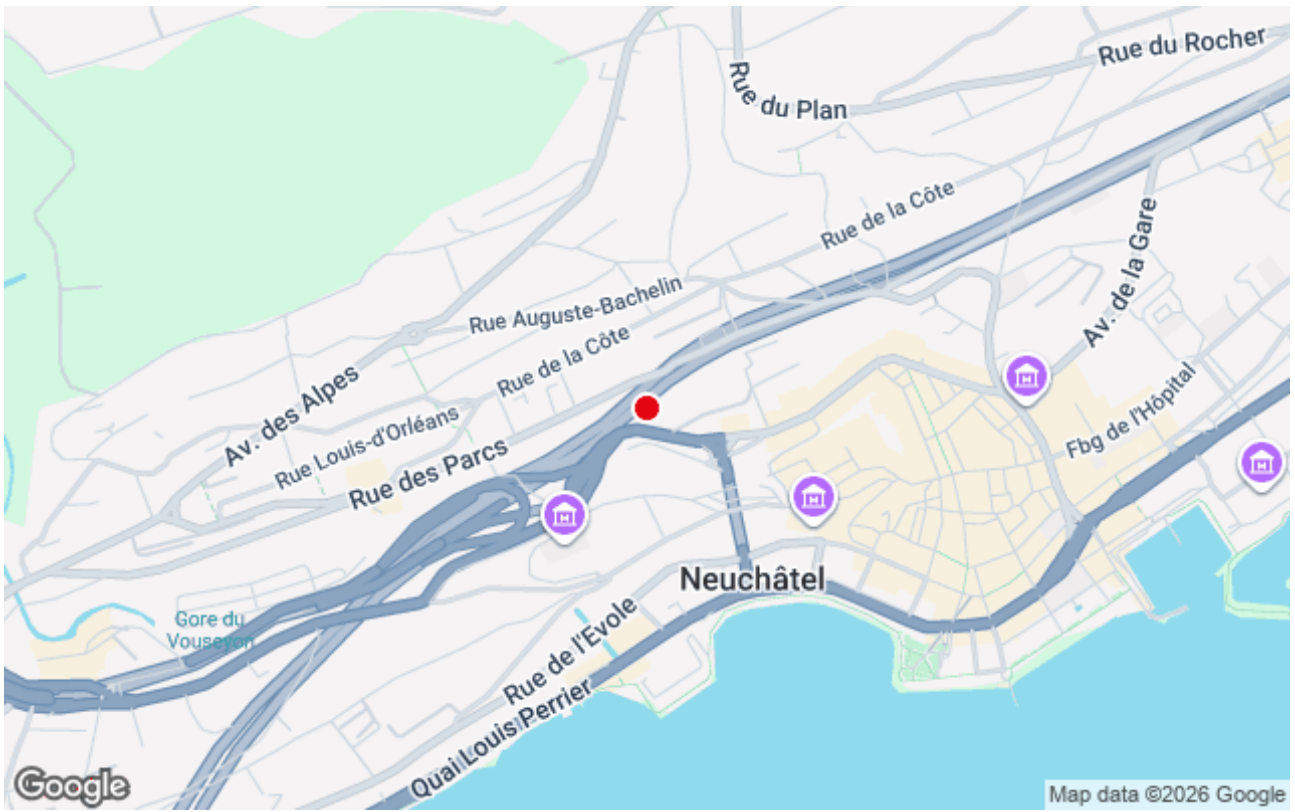 Rue du Rocher
Rue du Plan
Rue de la Côte
Av. de la Gare
Rue Auguste-Bachelin
Rue de la Côte
Av. des Alpes
Rue Louis-d'Orléans
Rue des Parcs
Fbg de l'Hôpital
Neuchâtel
Gore du
Vouseyon
Rue de l'Evole
Quai Louis Perrier
Google
Map data ©2026 Google